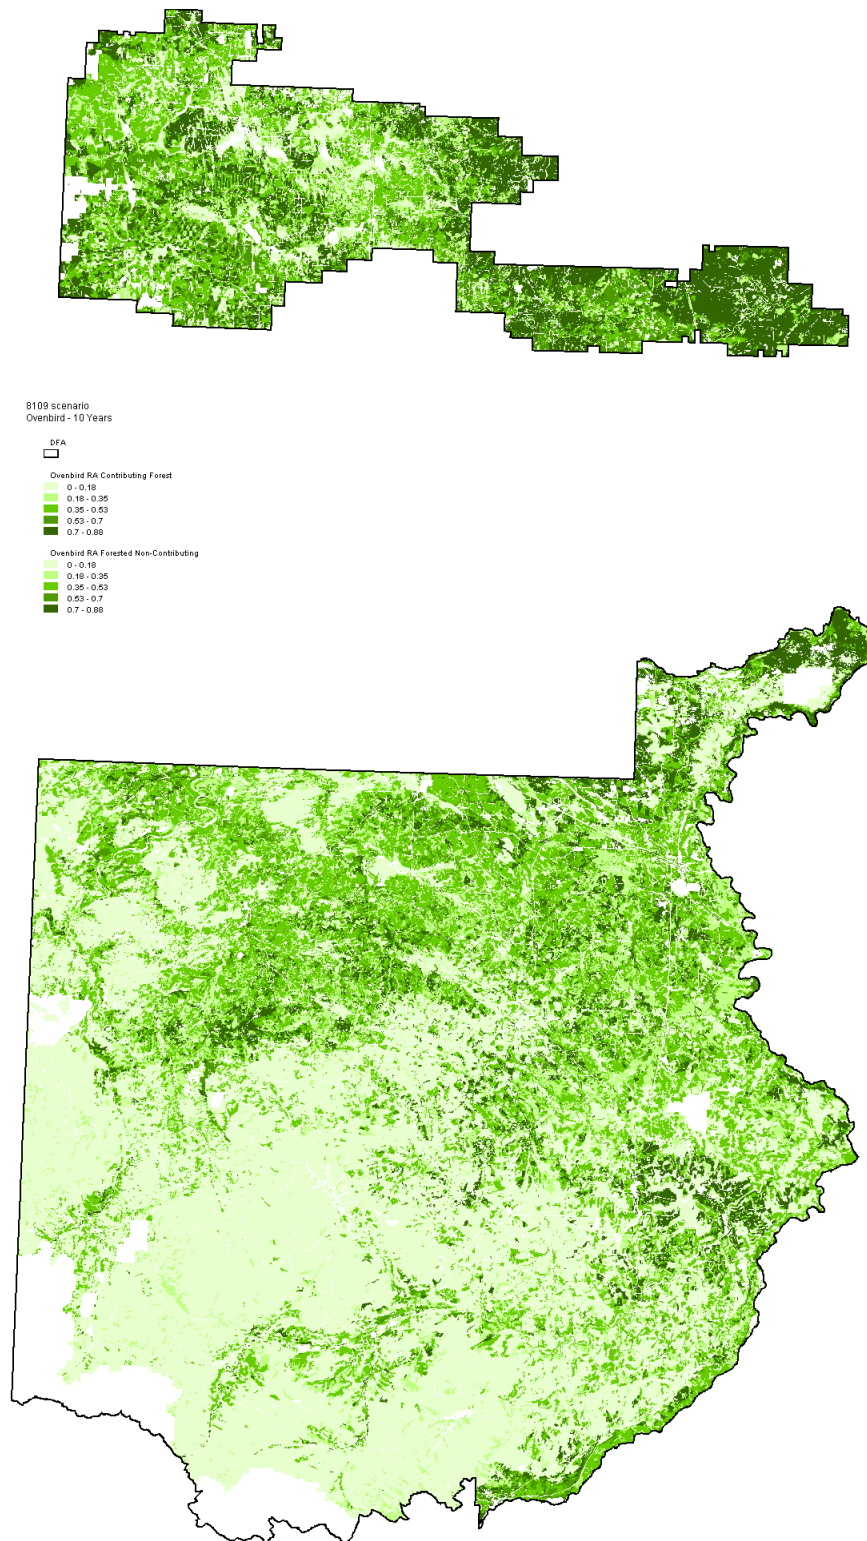 8109 scenario
Ovenbird - 10 Years
DFA
Ovenbird RA Contributing Forest
0 - 0.18
0.18 - 0.35
0.35 - 0.53
0.53 - 0.7
0.7 - 0.88
Ovenbird RA Forested Non-Contributing
0 - 0.18
0.18 - 0.35
0.35 - 0.53
0.53 - 0.7
0.7 - 0.88